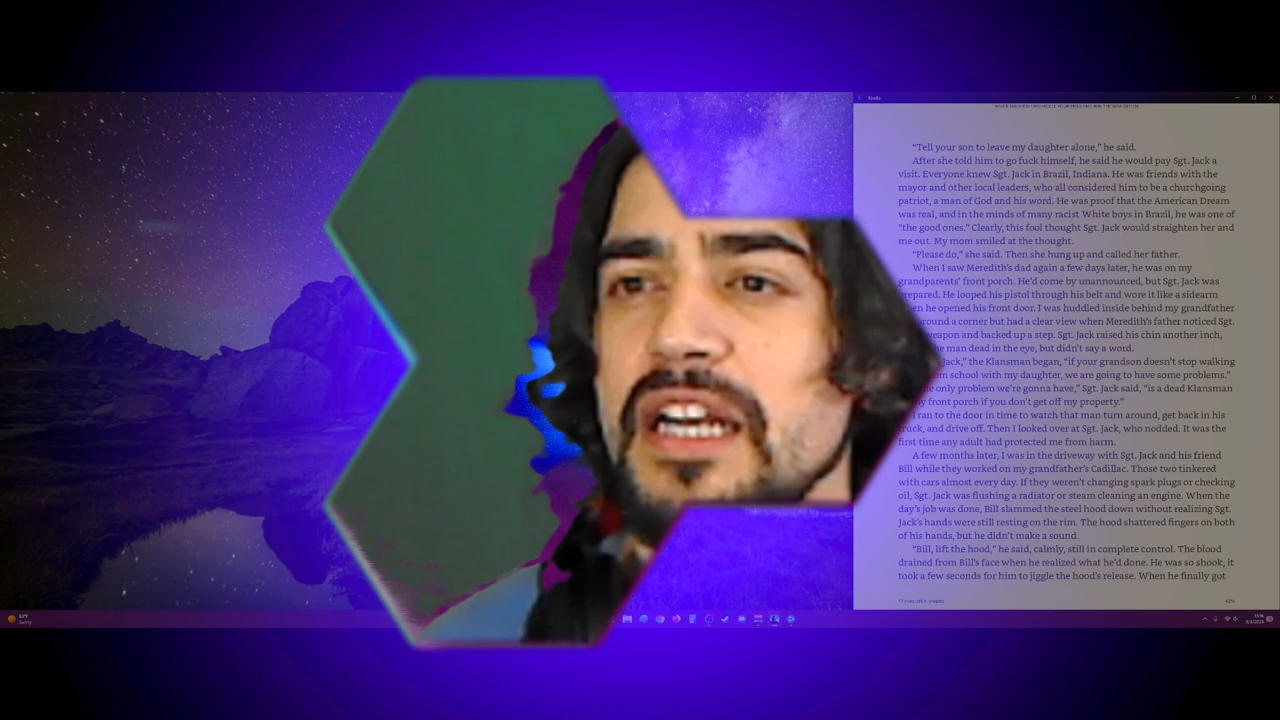 Kindle
“Tell your son to leave my daughter alone,” he said.
After she told him to go fuck himself, he said he would pay Sgt. Jack a
visit. Everyone knew Sgt. Jack in Brazil, Indiana. He was friends with the
mayor and other local leaders, who all considered him to be a churchgoing
patriot, a man of God and his word. He was proof that the American Dream
was real, and in the minds of many racist White boys in Brazil, he was one of
“the good ones.” Clearly, this fool thought Sgt. Jack would straighten her and
me out. My mom smiled at the thought.
“Please do,” she said. Then she hung up and called her father.
When I saw Meredith’s dad again a few days later, he was on my
grandparents’ front porch. He’d come by unannounced, but Sgt. Jack was
prepared. He looped his pistol through his belt and wore it like a sidearm
he opened his front door. I was huddled inside behind my grandfather
around a corner but had a clear view when Meredith’s father noticed Sgt.
weapon and backed up a step. Sgt. Jack raised his chin another inch,
he man dead in the eye, but didn’t say a word.
Jack,” the Klansman began, “if your grandson doesn’t stop walking
school with my daughter, we are going to have some problems.”
only problem we’re gonna have,” Sgt. Jack said, “is a dead Klansman
front porch if you don’t get off my property.”
I ran to the door in time to watch that man turn around, get back in his
truck, and drive off. Then I looked over at Sgt. Jack, who nodded. It was the
first time any adult had protected me from harm.
A few months later, I was in the driveway with Sgt. Jack and his friend
Bill while they worked on my grandfather’s Cadillac. Those two tinkered
with cars almost every day. If they weren’t changing spark plugs or checking
oil, Sgt. Jack was flushing a radiator or steam cleaning an engine. When the
day’s job was done, Bill slammed the steel hood down without realizing Sgt.
Jack’s hands were still resting on the rim. The hood shattered fingers on both
of his hands, but he didn’t make a sound.
“Bill, lift the hood,” he said, calmly, still in complete control. The blood
drained from Bill’s face when he realized what he’d done. He was so shook, it
took a few seconds for him to jiggle the hood’s release. When he finally got
42%
Sunny